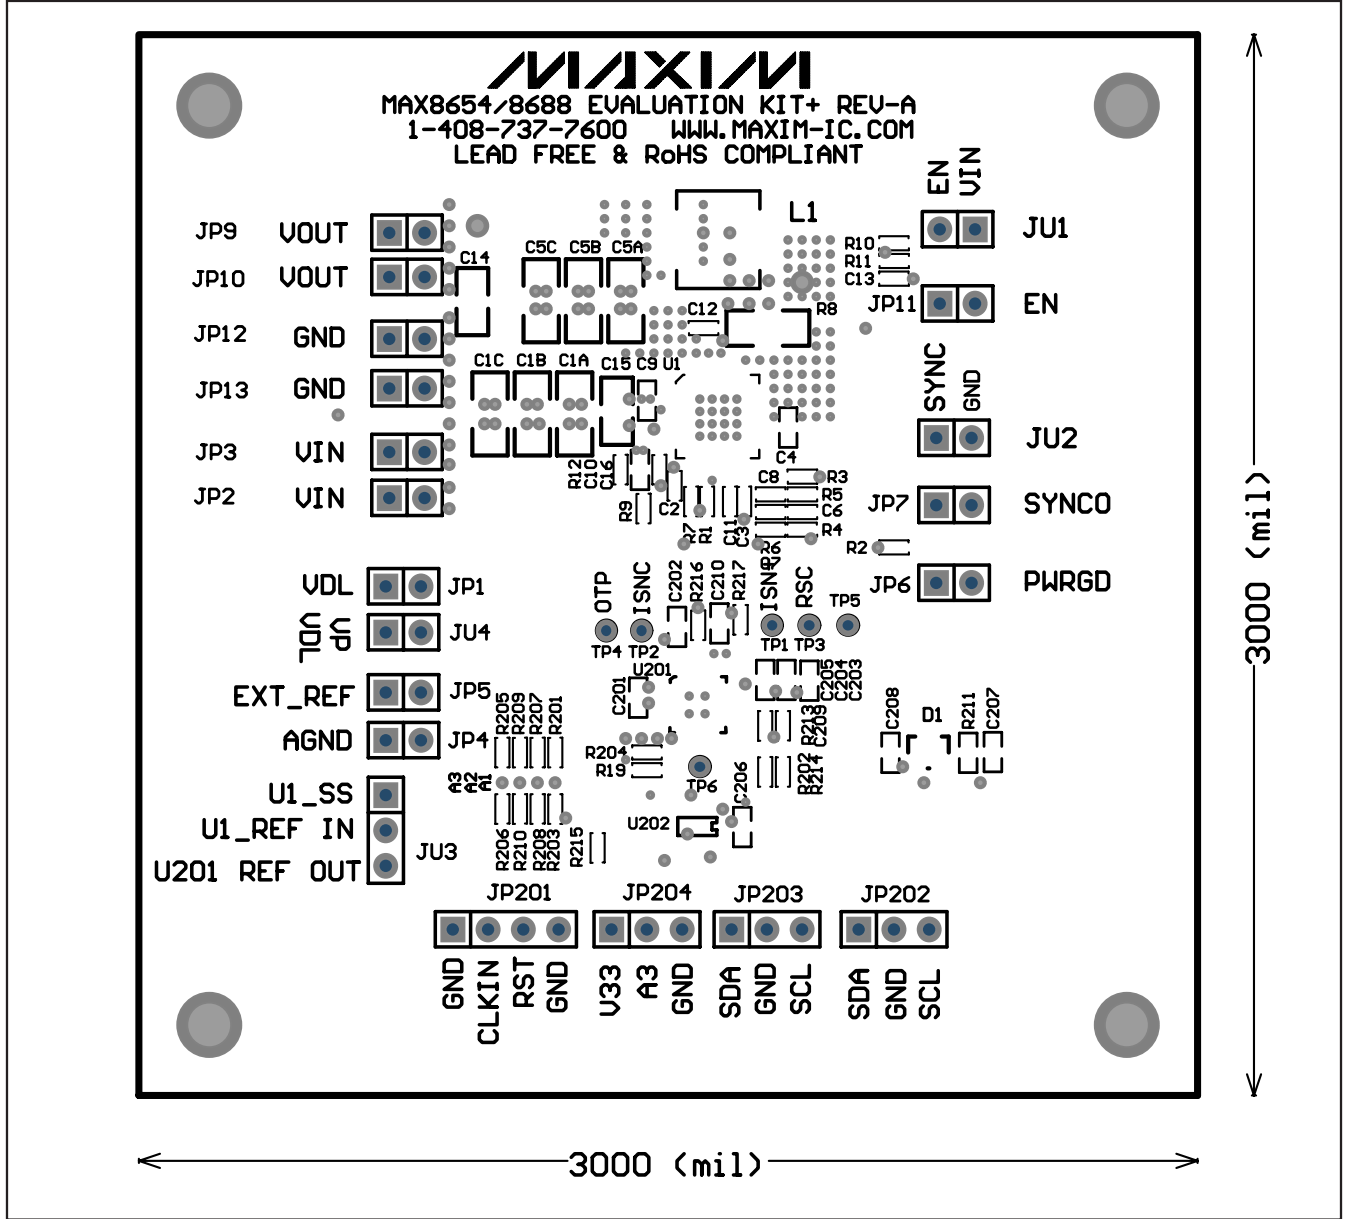 MAXIM
MAX8654/8688 EVALUATION KIT+ REV-A
1-408-737-7600 WWW.MAXIM-IC.COM
LEAD FREE & RoHS COMPLIANT
EN
VIN
JU1
L1
JP9 VOUT
JP10 VOUT
C14
C5C C5B C5A
R10
R11
C13
JP11 EN
JP12 GND
C12
R8
JP13 GND
C1C C1B C1A C15 C9 U1
SYNC
GND
JU2
JP3 VIN
JP2 VIN
C4
R12
C10
C16
R9
C2
R7
R1
C11
C3
C8
R3
R5
C6
R4
R6
R2
JP7 SYNCO
JP6 PWRGD
VDL JP1
VDL
VP
JU4
OTP
ISNC
C202
R216
C210
R217
ISNP
RSC
TP5
TP4 TP2
TP1 TP3
U201
C201
C205
C204
C203
EXT_REF JP5
AGND JP4
R205
R209
R207
R201
R213
C209
C208
D1
R211
C207
R204
R19
TP6
C206
R202
R214
A3
A2
A1
U1_SS
U1_REF IN
U201 REF OUT
JU3
R206
R210
R208
R203
R215
U202
JP201 JP204 JP203 JP202
GND
CLKIN
RST
GND
V33
A3
GND
SDA
GND
SCL
SDA
GND
SCL
3000 (mil)
3000 (mil)